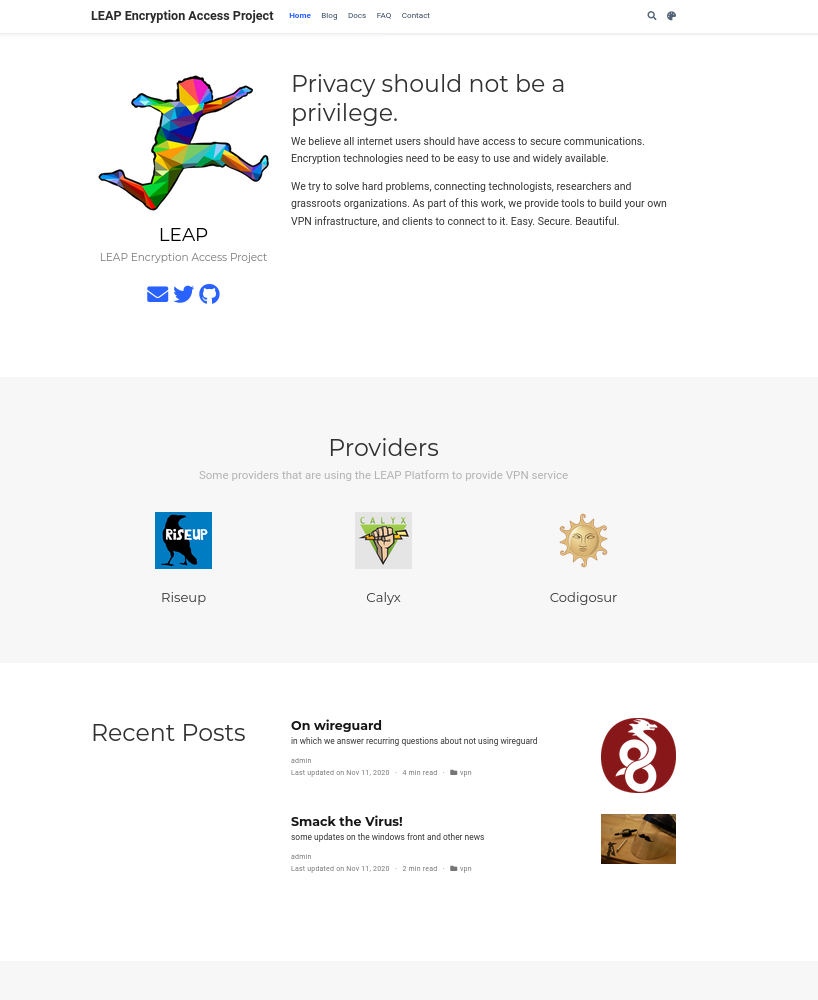 LEAP Encryption Access Project Home Blog Docs FAQ Contact
Privacy should not be a
privilege.
We believe all internet users should have access to secure communications.
Encryption technologies need to be easy to use and widely available.
We try to solve hard problems, connecting technologists, researchers and
grassroots organizations. As part of this work, we provide tools to build your own
VPN infrastructure, and clients to connect to it. Easy. Secure. Beautiful.
LEAP
LEAP Encryption Access Project
Providers
Some providers that are using the LEAP Platform to provide VPN service
RiSEUP
CALYX
Riseup
Calyx
Codigosur
Recent Posts
On wireguard
in which we answer recurring questions about not using wireguard
admin
Last updated on Nov 11, 2020 · 4 min read · vpn
Smack the Virus!
some updates on the windows front and other news
admin
Last updated on Nov 11, 2020 · 2 min read · vpn